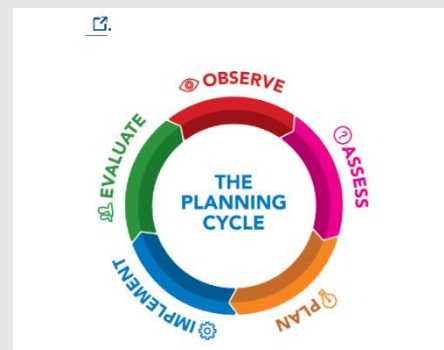 .
OBSERVE
ASSESS
PLAN
IMPLEMENT
EVALUATE
THE
PLANNING
CYCLE